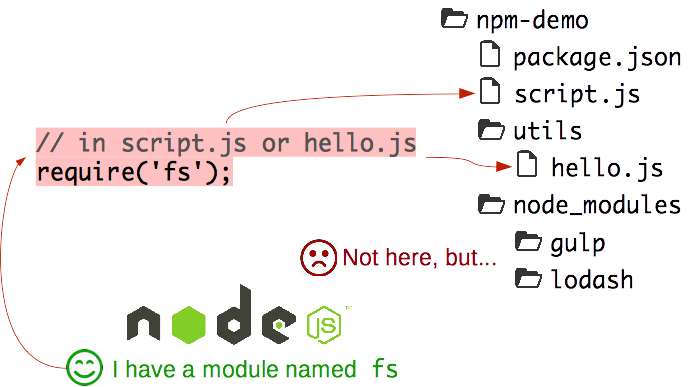 npm-demo
package.json
script.js
utils
hello.js
node_modules
gulp
lodash
// in script.js or hello.js
require('fs');
Not here, but...
node
JS™
I have a module named fs